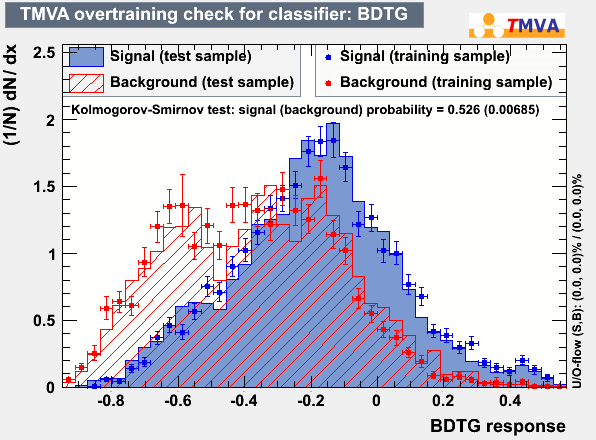 TMVA overtraining check for classifier: BDTG
TMVA
Signal (test sample)
Background (test sample)
Signal (training sample)
Background (training sample)
Kolmogorov-Smirnov test: signal (background) probability = 0.526 (0.00685)
(1/N) dN / dx
2.5
2
1.5
1
0.5
0
-0.8
-0.6
-0.4
-0.2
0
0.2
0.4
BDTG response
U/O-flow (S,B): (0.0, 0.0)% / (0.0, 0.0)%